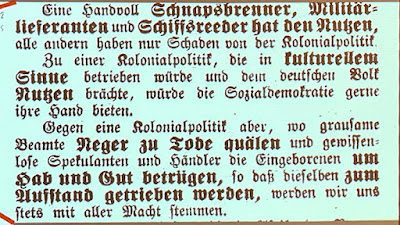 Eine Handvoll Schnapsbrenner, Militär-
lieferanten und Schiffsreeder hat den Nutzen,
alle andern haben nur Schaden von der Kolonialpolitik.
Zu einer Kolonialpolitik, die in kulturellem
Sinne betrieben würde und dem deutschen Volk
Nutzen brächte, würde die Sozialdemokratie gerne
ihre Hand bieten.
Gegen eine Kolonialpolitik aber, wo grausame
Beamte Neger zu Tode quälen und gewissen-
lose Spekulanten und Händler die Eingebornen um
Hab und Gut betrügen, so daß dieselben zum
Aufstand getrieben werden, werden wir uns
stets mit aller Macht stemmen.